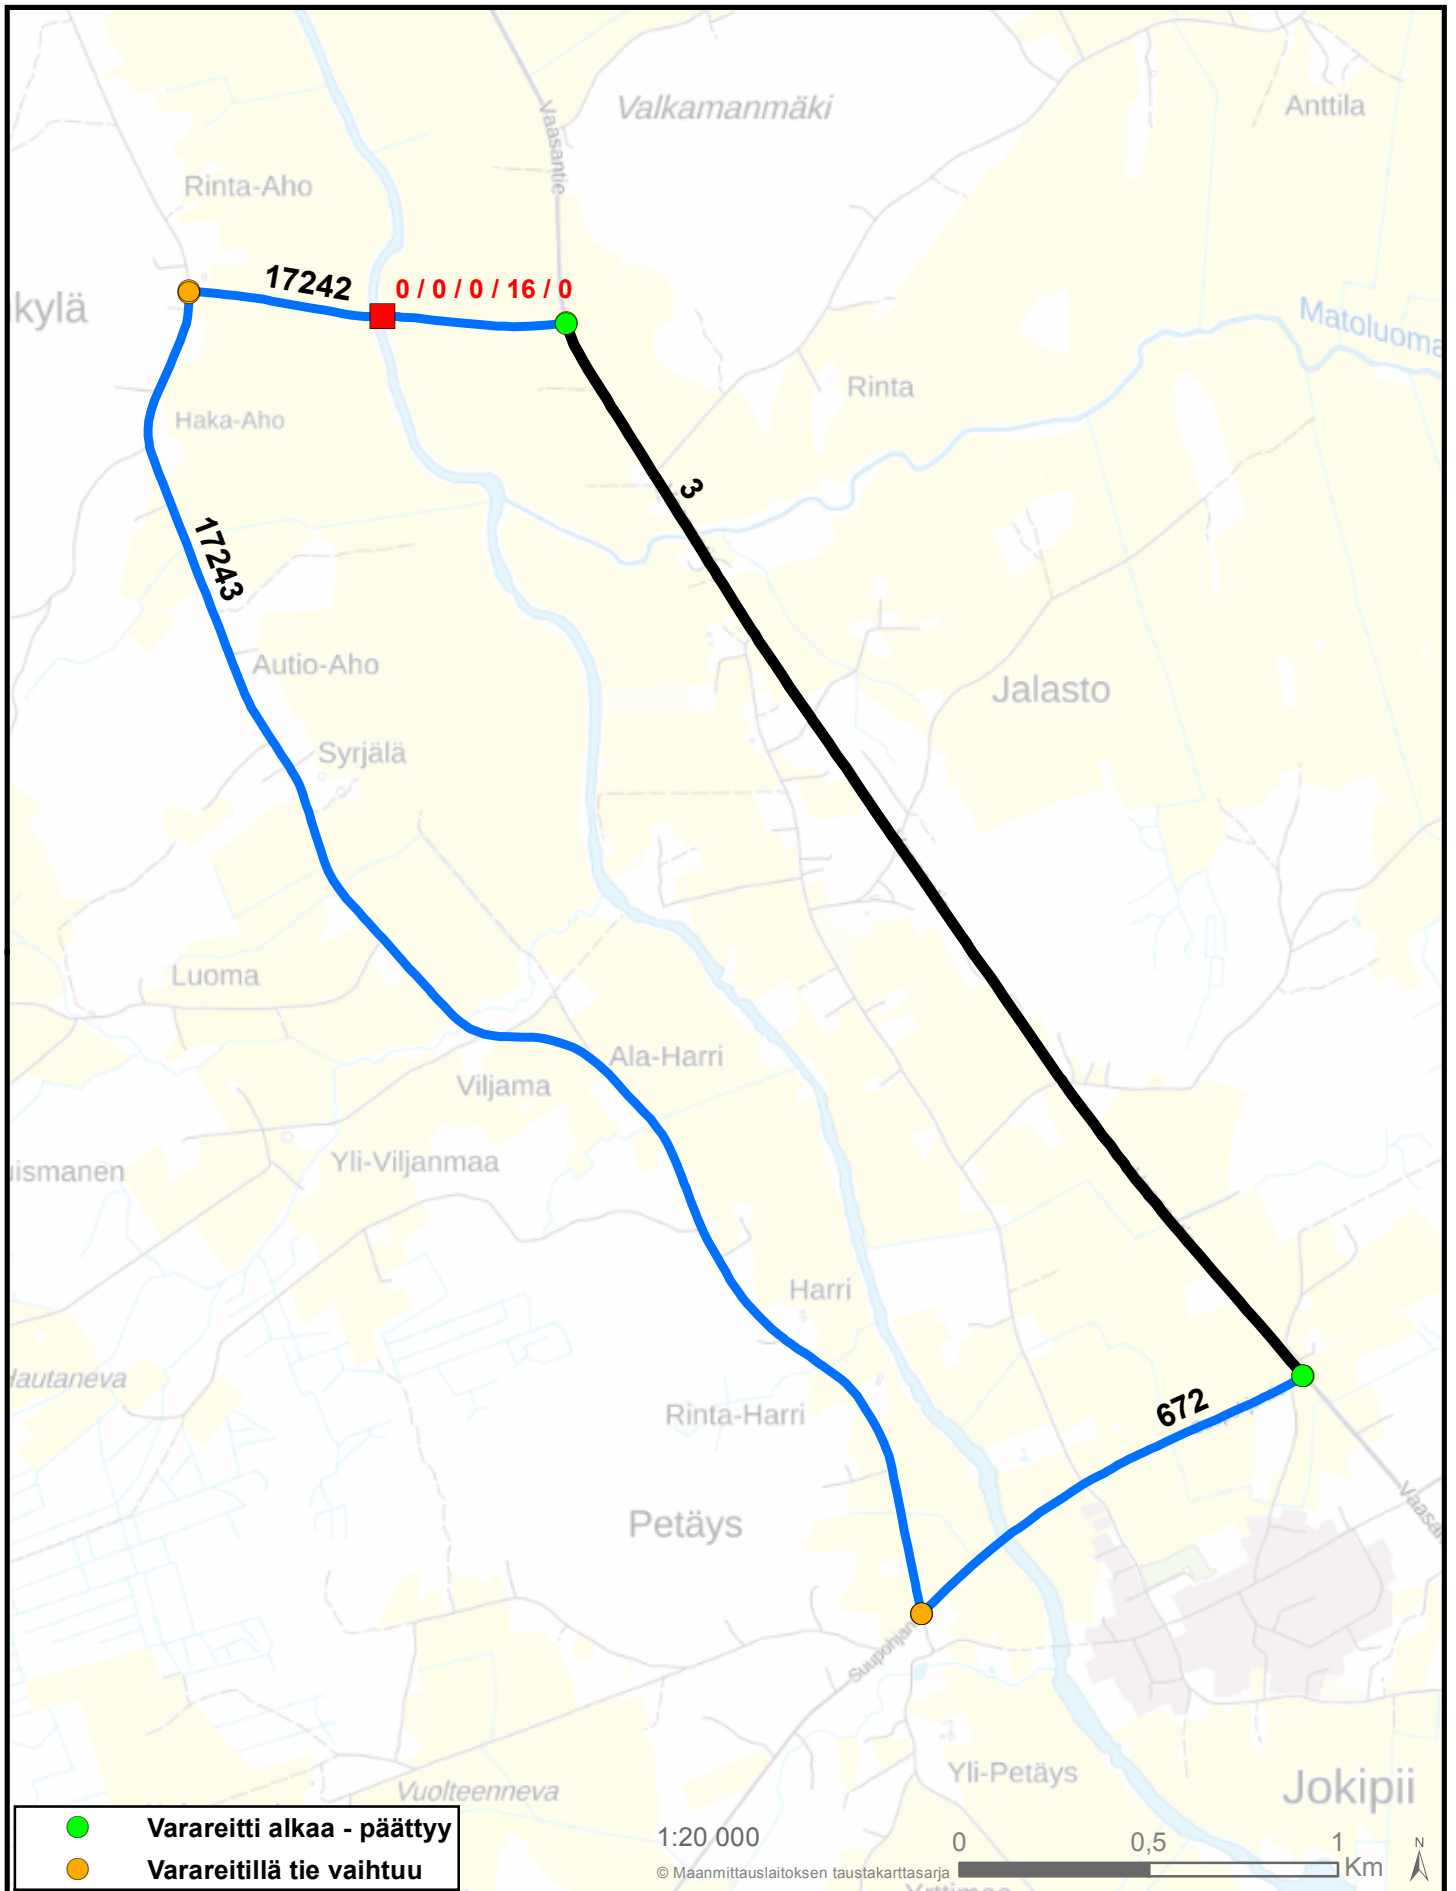 Valkamanmäki
Anttila
Vaasantie
Rinta-Aho
17242
0 / 0 / 0 / 16 / 0
kylä
Matoluoma
Rinta
Haka-Aho
3
17243
Autio-Aho
Jalasto
Syrjälä
Luoma
Ala-Harri
Viljama
Yli-Viljanmaa
ismanen
Harri
autaneva
672
Rinta-Harri
Vaasan
Petäys
Suupohjan
Yli-Petäys
Jokipii
Vuolteenneva
Varareitti alkaa - päättyy
Varareitillä tie vaihtuu
1:20 000
© Maanmittauslaitoksen taustakarttasarja
0 0,5 1
Km
N